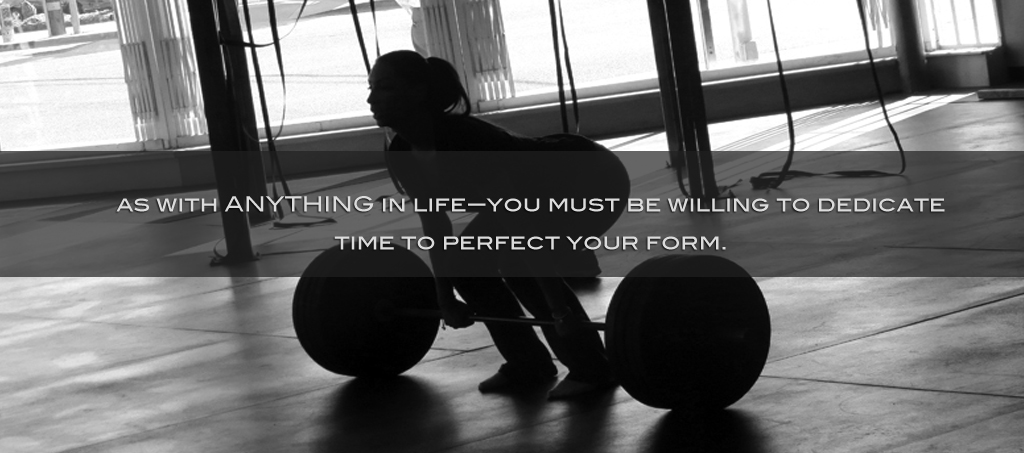 AS WITH ANYTHING IN LIFE—YOU MUST BE WILLING TO DEDICATE
TIME TO PERFECT YOUR FORM.